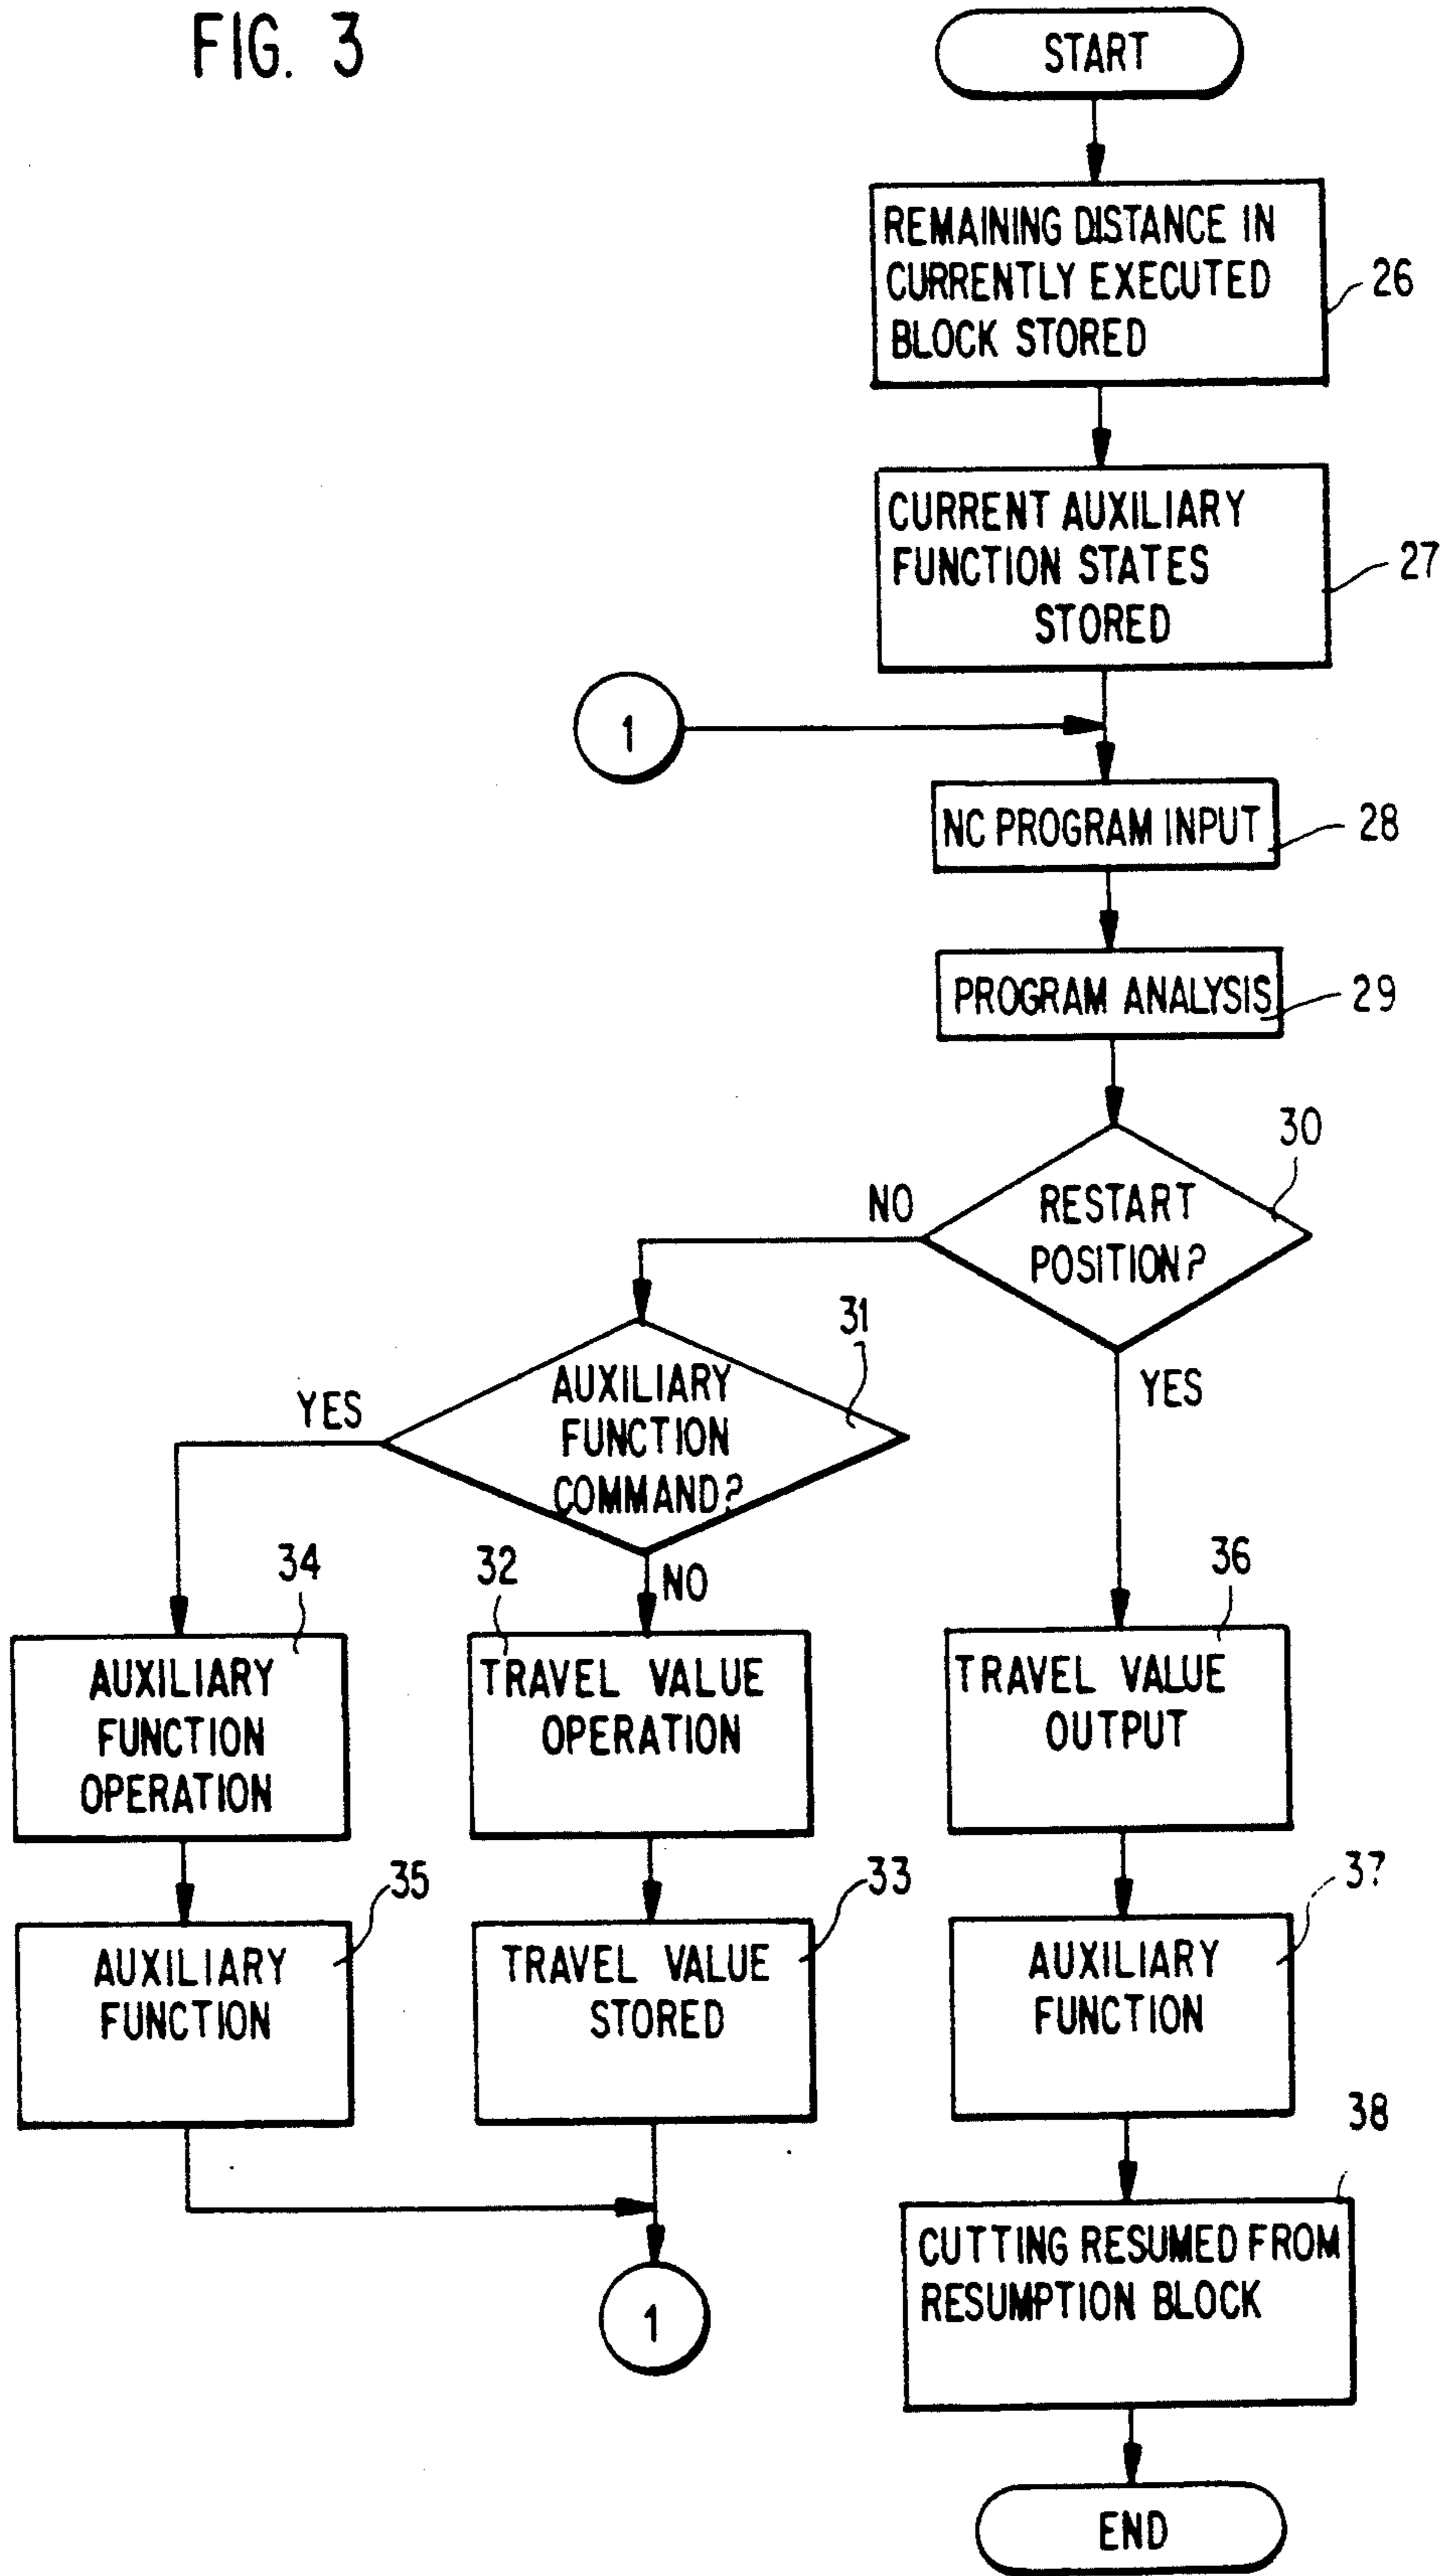 FIG. 3
START
REMAINING DISTANCE IN
CURRENTLY EXECUTED
BLOCK STORED
26
CURRENT AUXILIARY
FUNCTION STATES
STORED
27
1
NC PROGRAM INPUT
28
PROGRAM ANALYSIS
29
30
RESTART
POSITION?
NO
YES
31
AUXILIARY
FUNCTION
COMMAND?
YES
NO
34
AUXILIARY
FUNCTION
OPERATION
32
TRAVEL VALUE
OPERATION
36
TRAVEL VALUE
OUTPUT
35
AUXILIARY
FUNCTION
33
TRAVEL VALUE
STORED
37
AUXILIARY
FUNCTION
38
CUTTING RESUMED FROM
RESUMPTION BLOCK
1
END